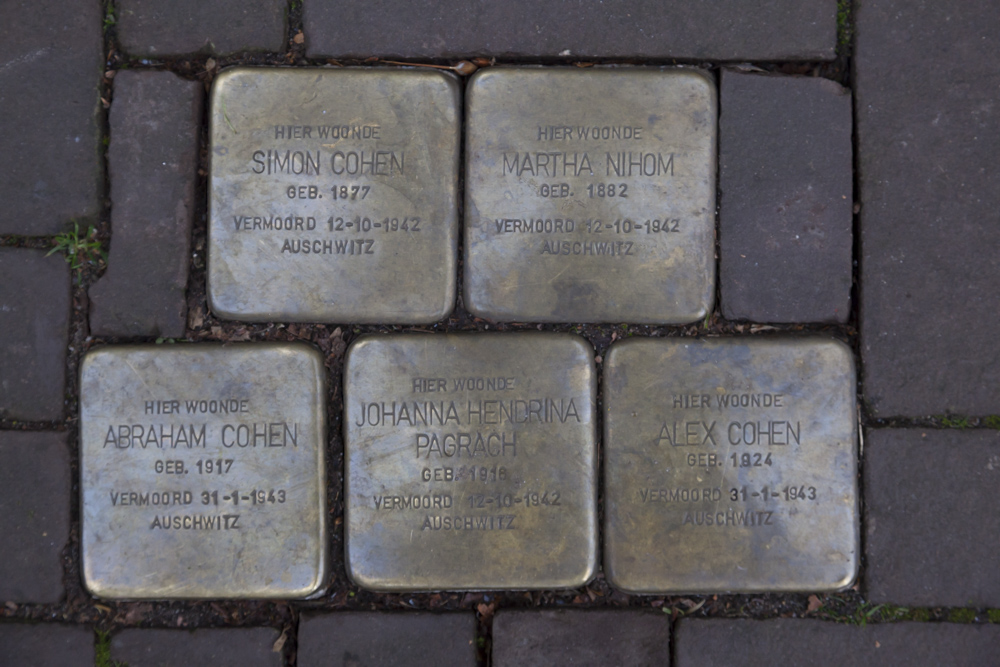 HIER WOONDE
SIMON COHEN
GEB. 1877
VERMOORD 12-10-1942
AUSCHWITZ
HIER WOONDE
MARTHA NIHOM
GEB. 1882
VERMOORD 12-10-1942
AUSCHWITZ
HIER WOONDE
ABRAHAM COHEN
GEB. 1917
VERMOORD 31-1-1943
AUSCHWITZ
HIER WOONDE
JOHANNA HENDRINA
PAGRACH
GEB. 1918
VERMOORD 12-10-1942
AUSCHWITZ
HIER WOONDE
ALEX COHEN
GEB. 1924
VERMOORD 31-1-1943
AUSCHWITZ